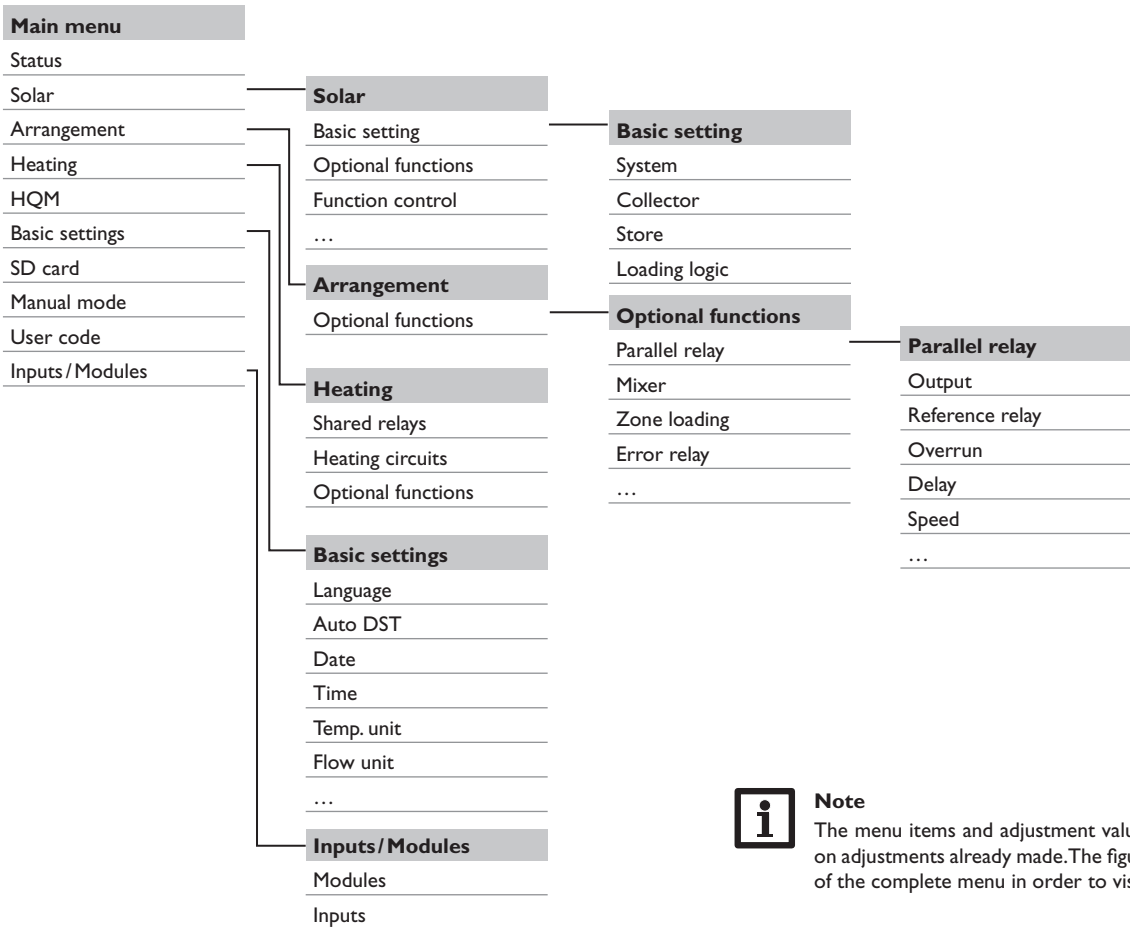 Main menu
Status
Solar
Arrangement
Heating
HQM
Basic settings
SD card
Manual mode
User code
Inputs / Modules
Solar
Basic setting
Optional functions
Function control
…
Arrangement
Optional functions
Heating
Shared relays
Heating circuits
Optional functions
Basic settings
Language
Auto DST
Date
Time
Temp. unit
Flow unit
…
Inputs / Modules
Modules
Inputs
Basic setting
System
Collector
Store
Loading logic
Optional functions
Parallel relay
Mixer
Zone loading
Error relay
…
Parallel relay
Output
Reference relay
Overrun
Delay
Speed
…
Note
The menu items and adjustment
on adjustments already made. The
of the complete menu in order to